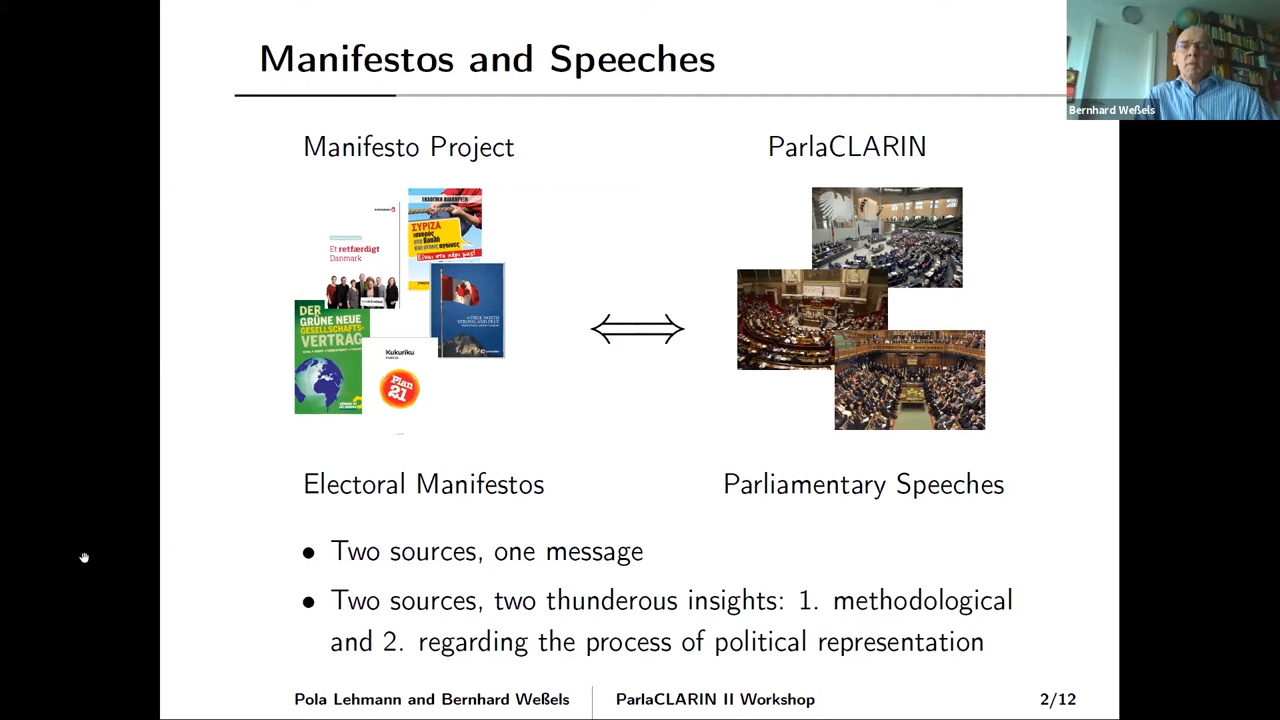 Manifestos and Speeches
Bernhard Weßels
Manifesto Project
ParlaCLARIN
ΕΚΛΟΓΙΚΗ ΔΙΑΚΗΡΥΞΗ
ΣΥΡΙΖΑ
Et retfærdigt
Danmark
DER
GRÜNE NEUE
GESELLSCHAFTS-
VERTRAG
Kukuriku
Plan
21
Electoral Manifestos
Parliamentary Speeches
• Two sources, one message
• Two sources, two thunderous insights: 1. methodological
and 2. regarding the process of political representation
Pola Lehmann and Bernhard Weßels
ParlaCLARIN II Workshop
2/12